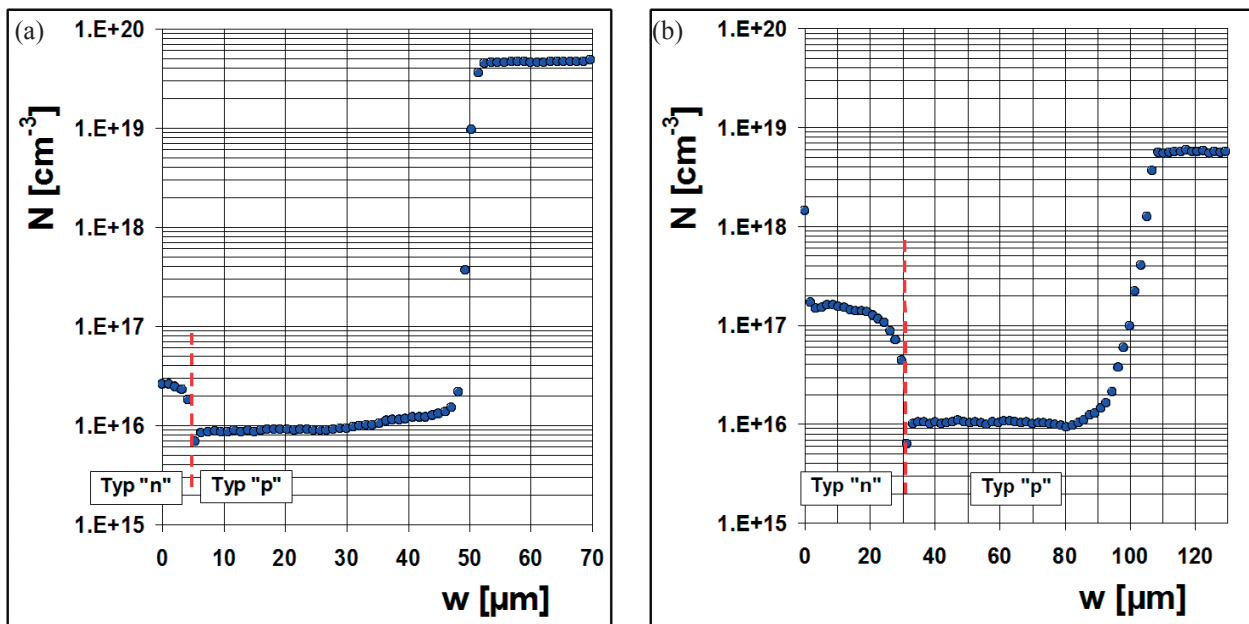 (a)
N [cm-3]
1.E+20
1.E+19
1.E+18
1.E+17
1.E+16
1.E+15
Typ "n"
Typ "p"
0 10 20 30 40 50 60 70
w [µm]
(b)
N [cm-3]
1.E+20
1.E+19
1.E+18
1.E+17
1.E+16
1.E+15
Typ "n"
Typ "p"
0 20 40 60 80 100 120
w [µm]